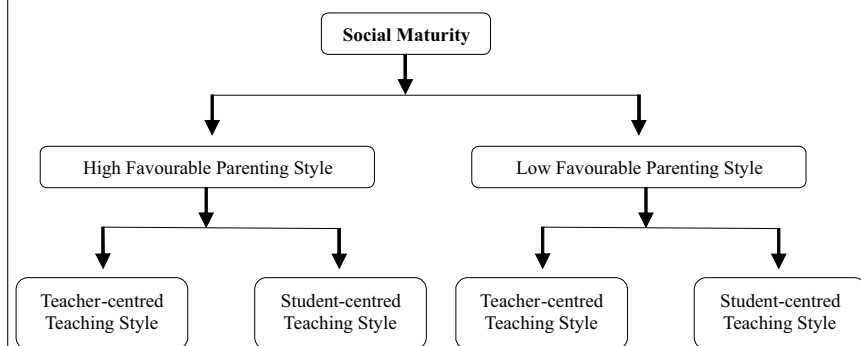 Social Maturity
High Favourable Parenting Style
Low Favourable Parenting Style
Teacher-centred
Teaching Style
Student-centred
Teaching Style
Teacher-centred
Teaching Style
Student-centred
Teaching Style